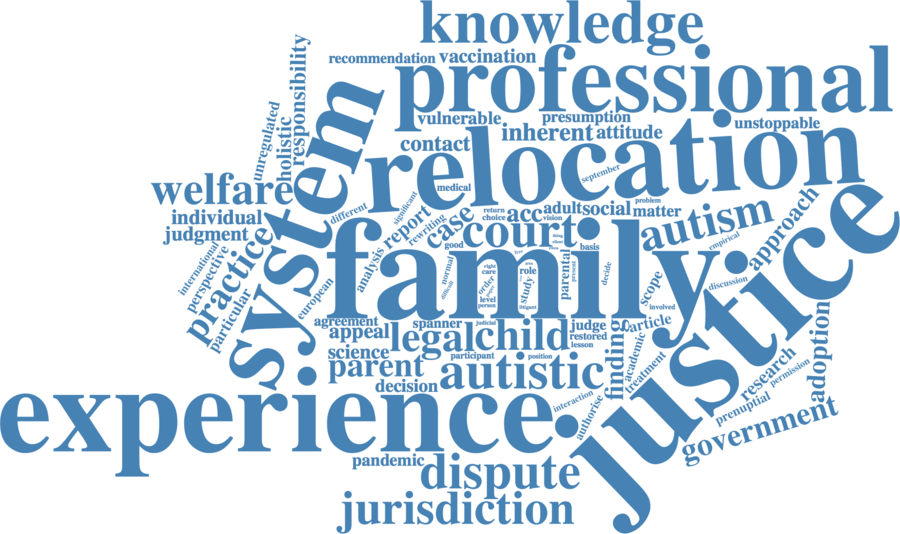 knowledge
recommendation
vaccination
professional
responsibility
vulnerable
presumption
unstoppable
unregulated
holistic
system
inherent
attitude
contact
relocation
september
welfare
medical
problem
individual
different
significant
return
choice
acc
vision
adult
social
matter
autism
approach
justice
judgment
report
rewriting
case
court
basis
empirical
international
perspective
practice
particular
european
analysis
good
normal
difficult
family
right
care
order
level
person
role
study
litigant
parental
present
decide
scope
discussion
involved
agreement
appeal
spanner
judicial
legal
child
judge
restored
lesson
article
finding
academic
treatment
science
parent
participant
position
decision
autistic
research
permission
prenuptial
adoption
experience
interaction
authorise
government
pandemic
dispute
jurisdiction